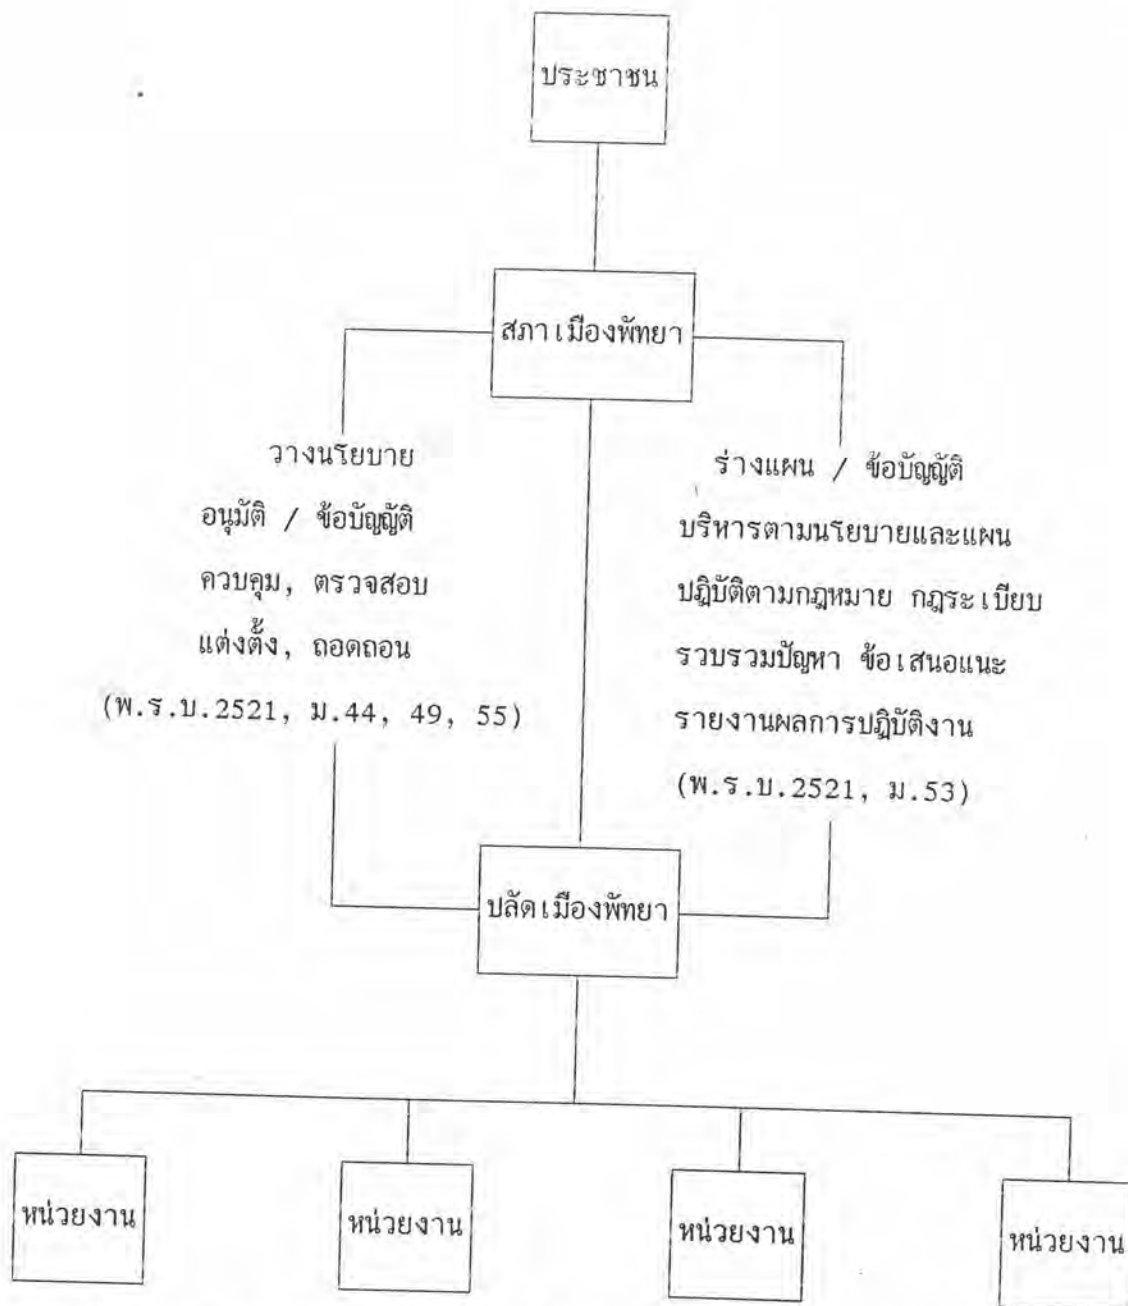 ประชาชน
สภาเมืองพัทยา
วางนโยบาย
อนุมัติ / ข้อบัญญัติ
ควบคุม, ตรวจสอบ
แต่งตั้ง, ถอดถอน
(พ.ร.บ.2521, ม.44, 49, 55)
ร่างแผน / ข้อบัญญัติ
บริหารตามนโยบายและแผน
ปฏิบัติตามกฎหมาย กฎระเบียบ
รวบรวมปัญหา ข้อเสนอแนะ
รายงานผลการปฏิบัติงาน
(พ.ร.บ.2521, ม.53)
ปลัดเมืองพัทยา
หน่วยงาน
หน่วยงาน
หน่วยงาน
หน่วยงาน